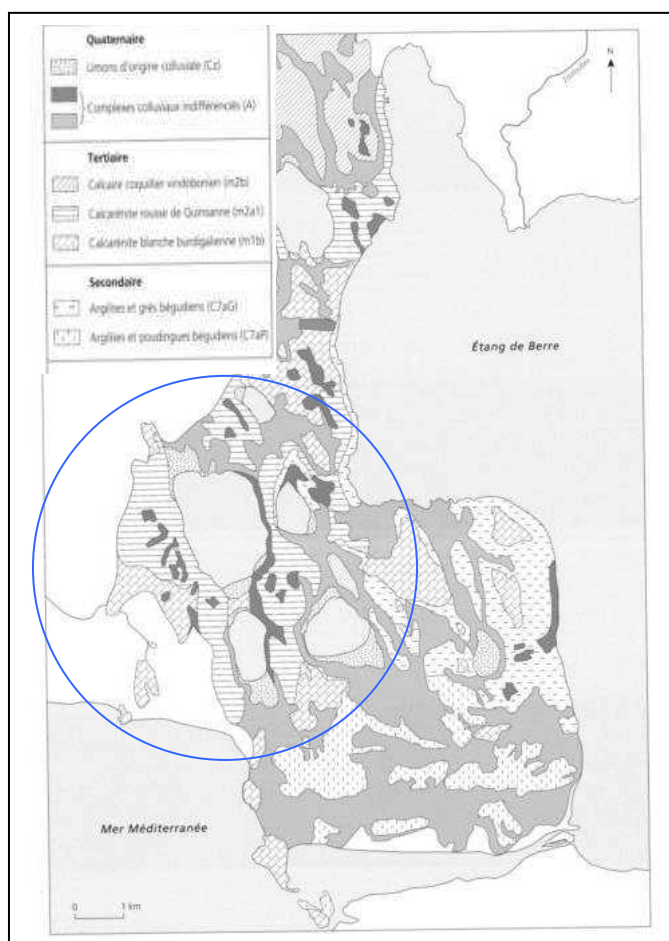 Quaternaire
Limons d'origine colluviale (Cz)
Complexes colluviaux indifférenciés (A)
Tertiaire
Calcaire coquillier vindobonien (m2b)
Calcarénite rousse de Quinsanne (m2a1)
Calcarénite blanche burdigalienne (m1b)
Secondaire
Argilites et grès bégudiens (C7aG)
Argilites et poudingues bégudiens (C7aP)
N
Étang de Berre
Mer Méditerranée
0 1 km